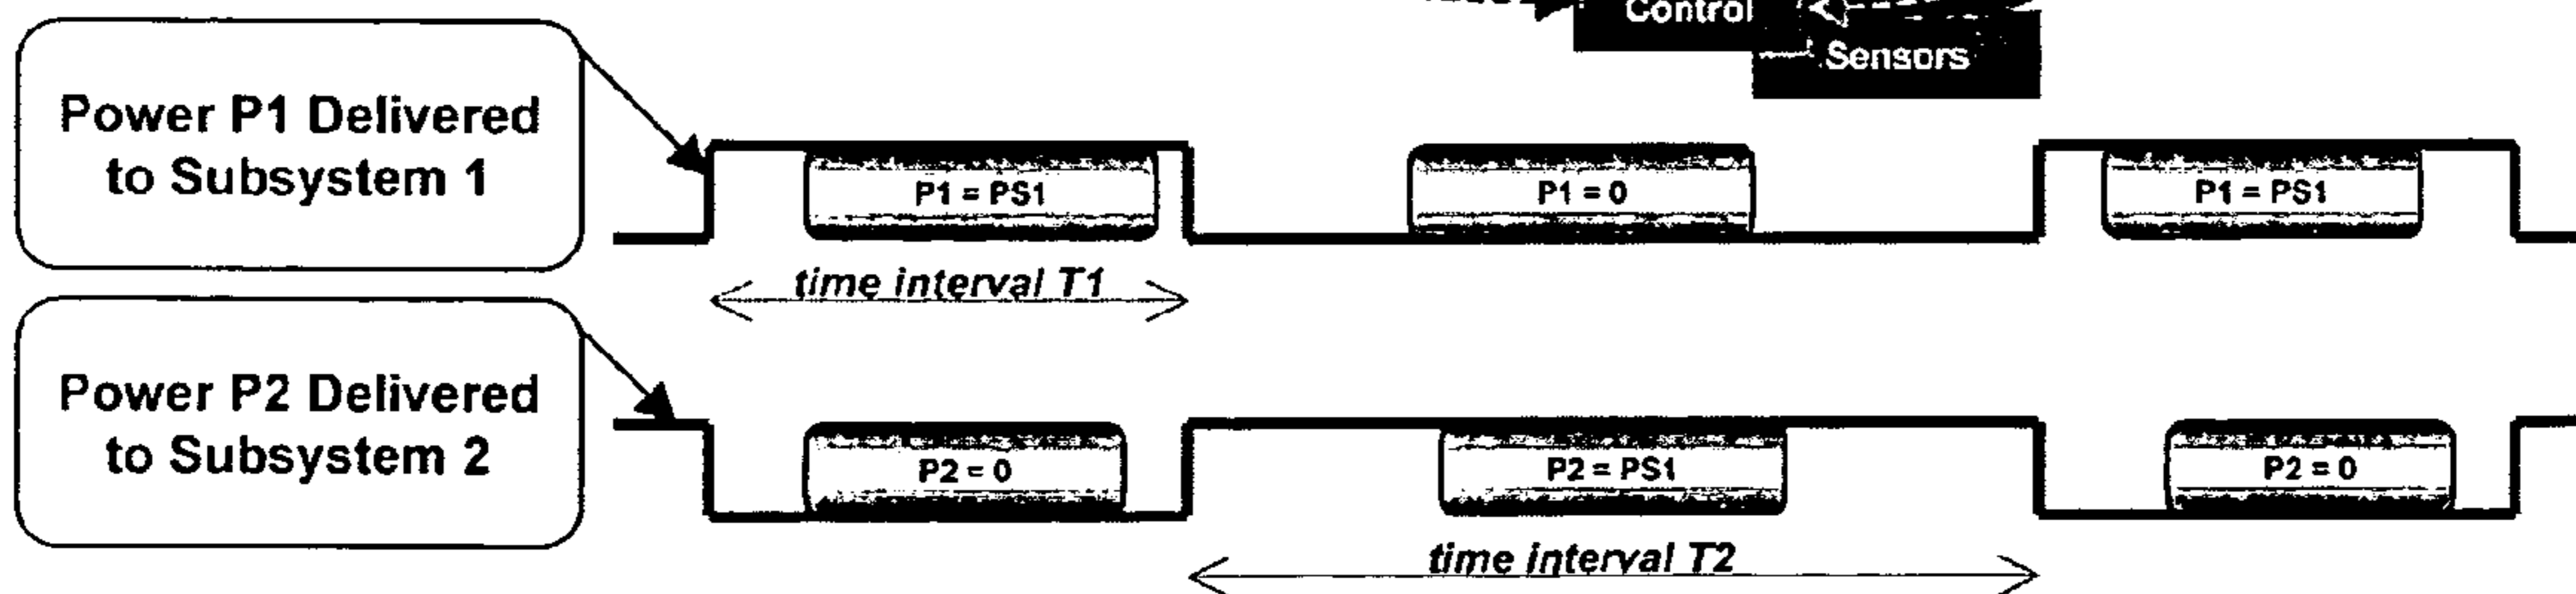 Control
Sensors
Power P1 Delivered
to Subsystem 1
P1 = PS1
P1 = 0
P1 = PS1
time interval T1
Power P2 Delivered
to Subsystem 2
P2 = 0
P2 = PS1
P2 = 0
time interval T2